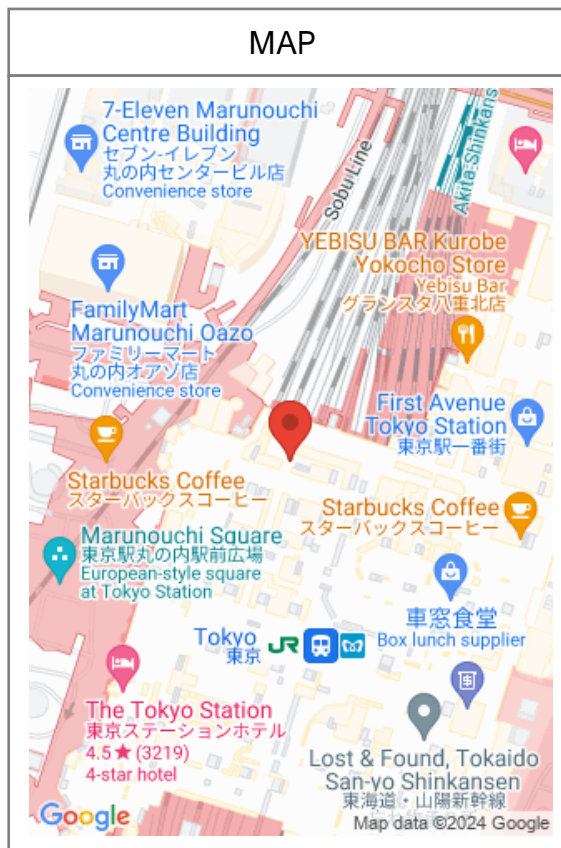 MAP
7-Eleven Marunouchi
Centre Building
セブン-イレブン
丸の内センタービル店
Convenience store
Sobu Line
Akita-Shinkans
YEBISU BAR Kurobe
Yokocho Store
Yebisu Bar
グランスタ八重北店
FamilyMart
Marunouchi Oazo
ファミリーマート
丸の内オアゾ店
Convenience store
First Avenue
Tokyo Station
東京駅一番街
Starbucks Coffee
スターバックスコーヒー
Starbucks Coffee
スターバックスコーヒー
Marunouchi Square
東京駅丸の内駅前広場
European-style square
at Tokyo Station
車窓食堂
Box lunch supplier
Tokyo
東京
JR
The Tokyo Station
東京ステーションホテル
4.5★(3219)
4-star hotel
Lost & Found, Tokaido
San-yo Shinkansen
東海道・山陽新幹線
Google
Map data ©2024 Google